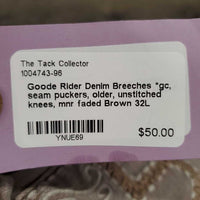 The Tack Collector
1004743-96
Goode Rider Denim Breeches *gc,
seam puckers, older, unstitched
knees, mnr faded Brown 32L
YNUE69
$50.00